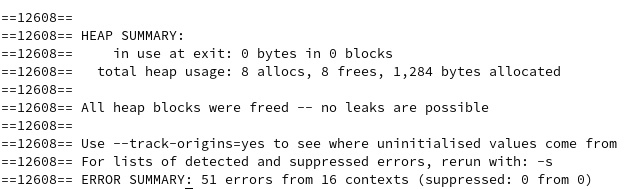 ==12608==
==12608== HEAP SUMMARY:
==12608==     in use at exit: 0 bytes in 0 blocks
==12608==   total heap usage: 8 allocs, 8 frees, 1,284 bytes allocated
==12608==
==12608== All heap blocks were freed -- no leaks are possible
==12608==
==12608== Use --track-origins=yes to see where uninitialised values come from
==12608== For lists of detected and suppressed errors, rerun with: -s
==12608== ERROR SUMMARY: 51 errors from 16 contexts (suppressed: 0 from 0)